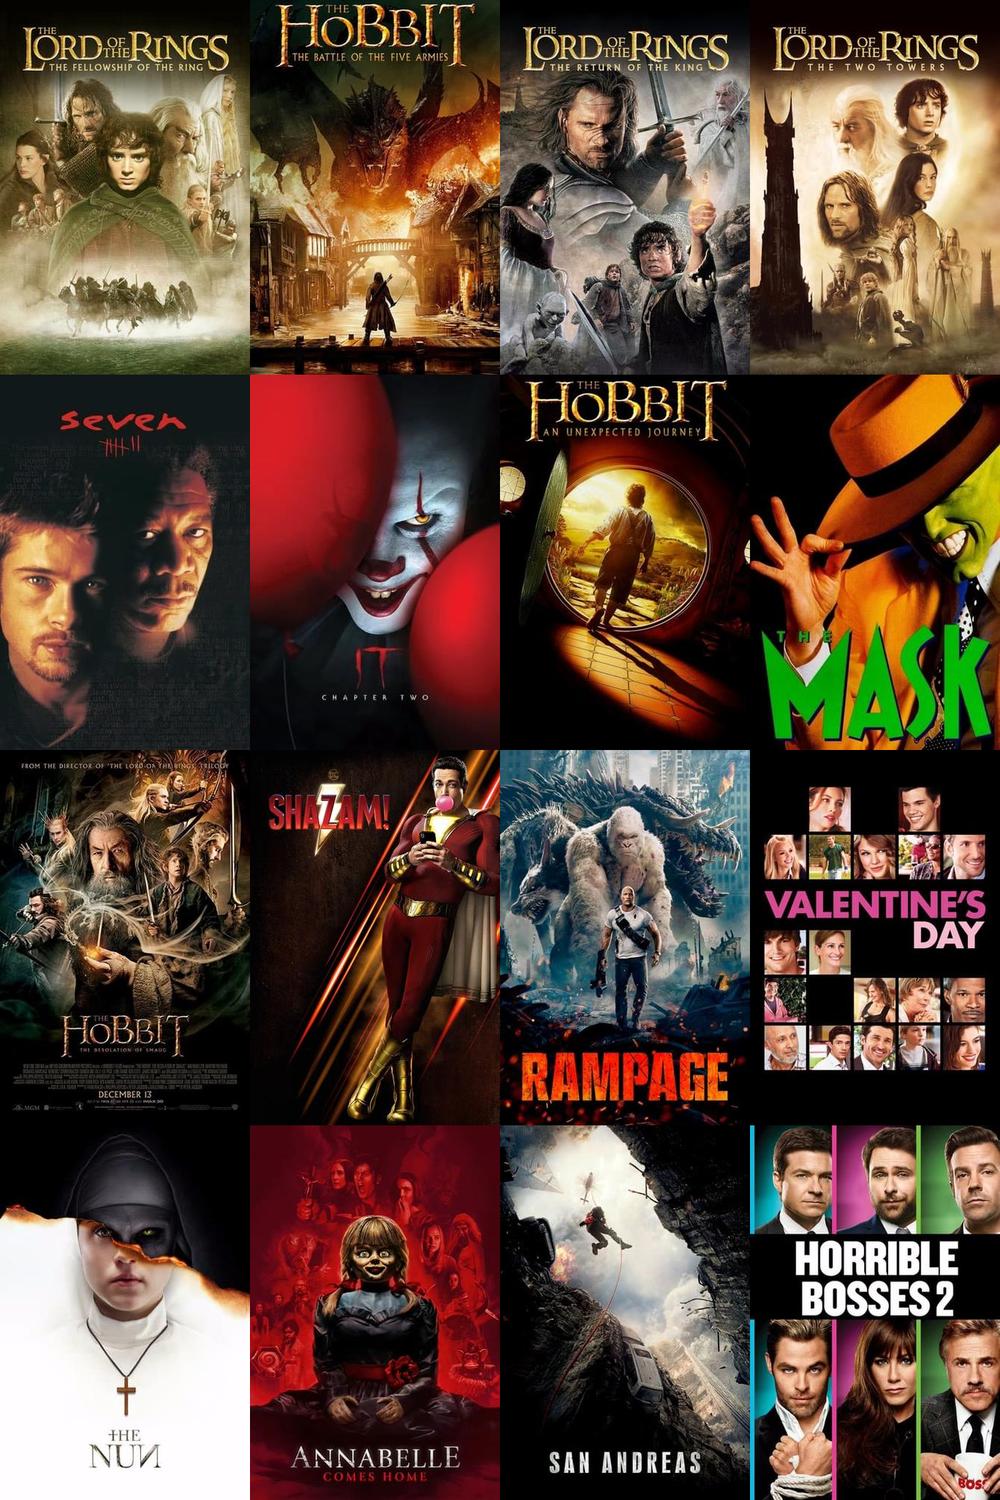 THE
LORD OF THE RINGS
THE FELLOWSHIP OF THE RING
THE
HOBBIT
THE BATTLE OF THE FIVE ARMIES
THE
LORD OF THE RINGS
THE RETURN OF THE KING
THE
LORD OF THE RINGS
THE TWO TOWERS
seven
IT
CHAPTER TWO
THE
HOBBIT
AN UNEXPECTED JOURNEY
THE
MASK
FROM THE DIRECTOR OF "THE LORD OF THE RINGS" TRILOGY
THE
HOBBIT
THE DESOLATION OF SMAUG
DECEMBER 13
MGM
DC
SHAZAM!
RAMPAGE
VALENTINE'S
DAY
THE
NUN
ANNABELLE
COMES HOME
SAN ANDREAS
HORRIBLE
BOSSES 2